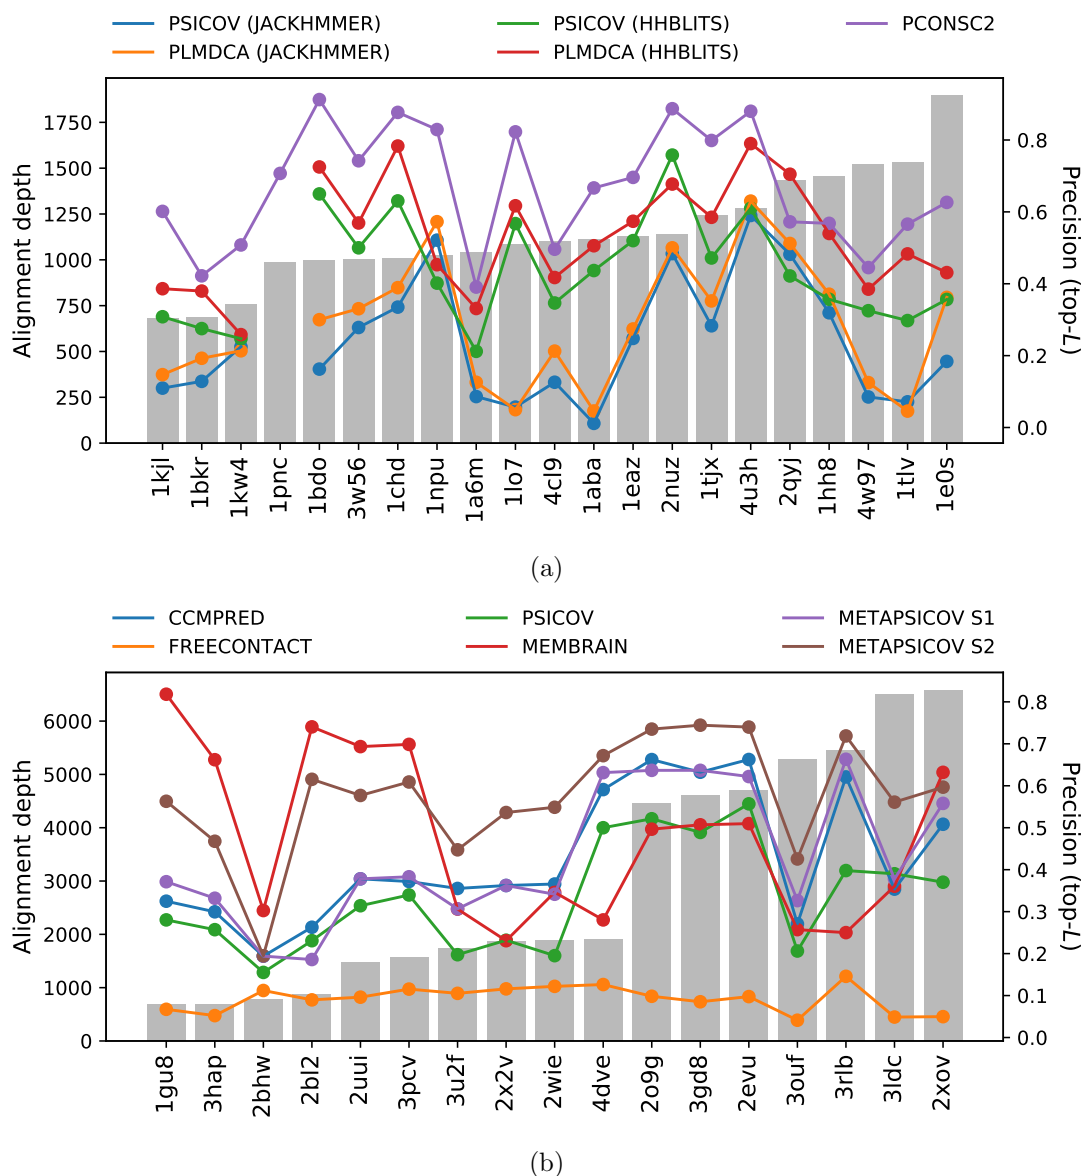 PSICOV (JACKHMMER) PSICOV (HHBLITS) PCONSC2
PLMDCA (JACKHMMER) PLMDCA (HHBLITS)
Alignment depth
1750
1500
1250
1000
750
500
250
0
0.8
0.6
0.4
0.2
0.0
Precision (top-L)
1kjl 1bkr 1kw4 1pnc 1bdo 3w56 1chd 1npu 1a6m 1lo7 4cl9 1aba 1eaz 2nuz 1tjx 4u3h 2qyj 1hh8 4w97 1tlv 1e0s
(a)
CCMPRED PSICOV METAPSICOV S1
FREECONTACT MEMBRAIN METAPSICOV S2
Alignment depth
6000
5000
4000
3000
2000
1000
0
0.8
0.7
0.6
0.5
0.4
0.3
0.2
0.1
0.0
Precision (top-L)
1gu8 3hap 2bhw 2bl2 2uui 3pcv 3u2f 2x2v 2wie 4dve 2o9g 3gd8 2evu 3ouf 3rlb 3ldc 2xov
(b)